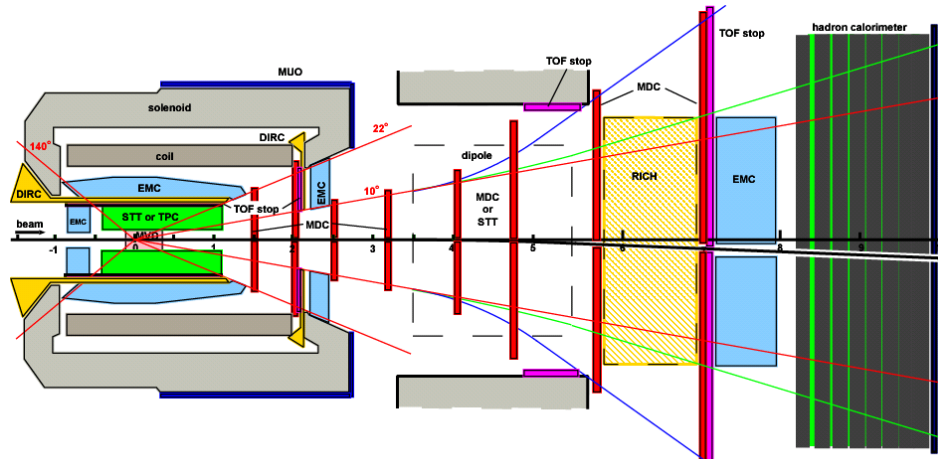 MUO
solenoid
140°
coil
DIRC
22°
EMC
DIRC
EMC
10°
TOF stop
STT or TPC
EMC
MDC
beam
MVD
-1
0
1
2
3
4
5
6
7
8
9
dipole
MDC
or
STT
TOF stop
MDC
RICH
TOF stop
EMC
hadron calorimeter